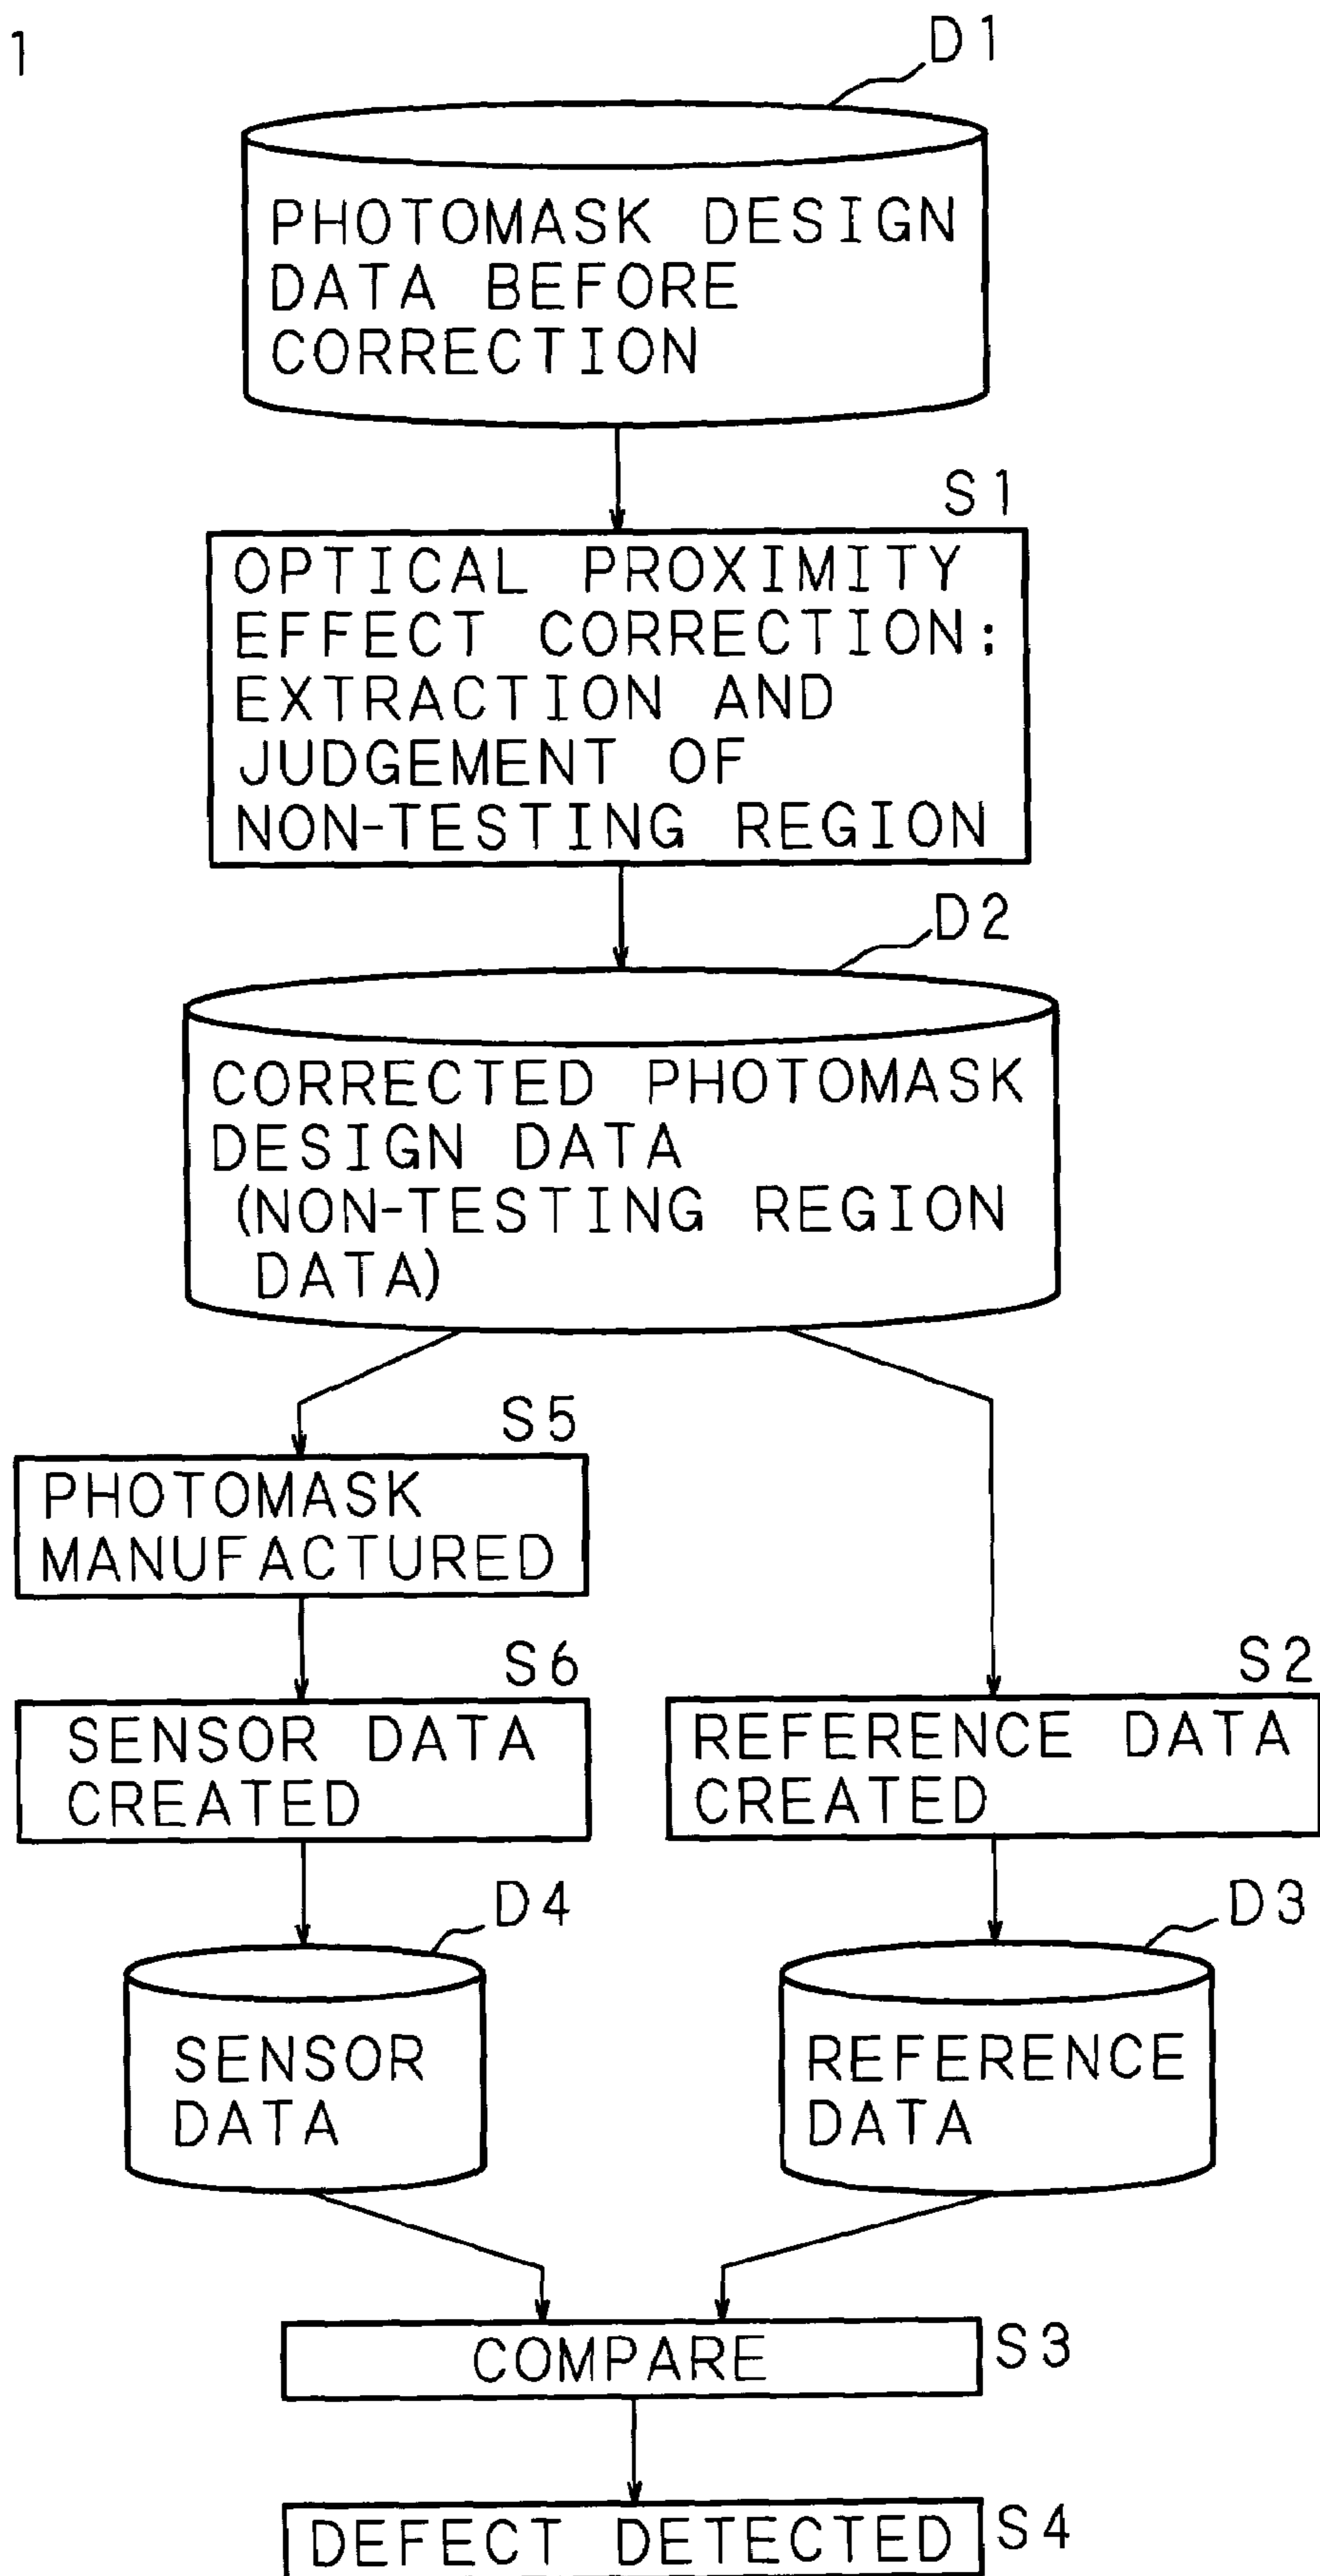 1
D1
PHOTOMASK DESIGN
DATA BEFORE
CORRECTION
S1
OPTICAL PROXIMITY
EFFECT CORRECTION:
EXTRACTION AND
JUDGEMENT OF
NON-TESTING REGION
D2
CORRECTED PHOTOMASK
DESIGN DATA
(NON-TESTING REGION
DATA)
S5
PHOTOMASK
MANUFACTURED
S6
SENSOR DATA
CREATED
S2
REFERENCE DATA
CREATED
D4
SENSOR
DATA
D3
REFERENCE
DATA
COMPARE
S3
DEFECT DETECTED
S4